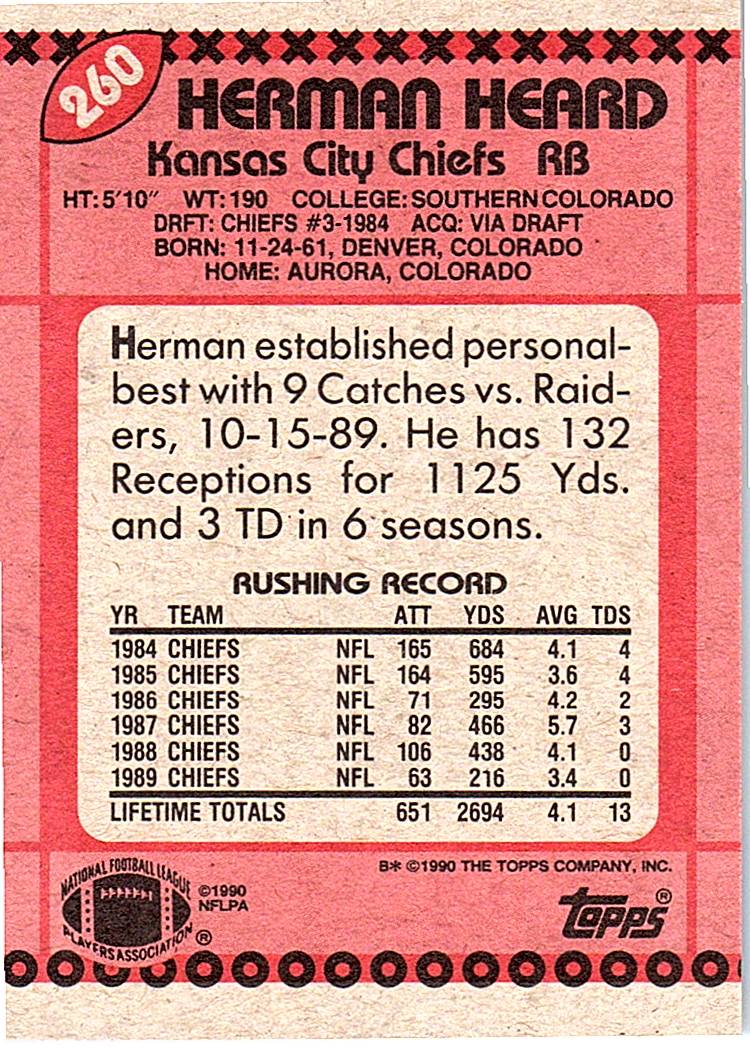 260
HERMAN HEARD
Kansas City Chiefs RB
HT: 5'10" WT: 190 COLLEGE: SOUTHERN COLORADO
DRFT: CHIEFS #3-1984 ACQ: VIA DRAFT
BORN: 11-24-61, DENVER, COLORADO
HOME: AURORA, COLORADO
Herman established personal-
best with 9 Catches vs. Raid-
ers, 10-15-89. He has 132
Receptions for 1125 Yds.
and 3 TD in 6 seasons.
RUSHING RECORD
YR TEAM ATT YDS AVG TDS
1984 CHIEFS NFL 165 684 4.1 4
1985 CHIEFS NFL 164 595 3.6 4
1986 CHIEFS NFL 71 295 4.2 2
1987 CHIEFS NFL 82 466 5.7 3
1988 CHIEFS NFL 106 438 4.1 0
1989 CHIEFS NFL 63 216 3.4 0
LIFETIME TOTALS 651 2694 4.1 13
B* ©1990 THE TOPPS COMPANY, INC.
NATIONAL FOOTBALL LEAGUE
PLAYERS ASSOCIATION ®
©1990
NFLPA
topps®